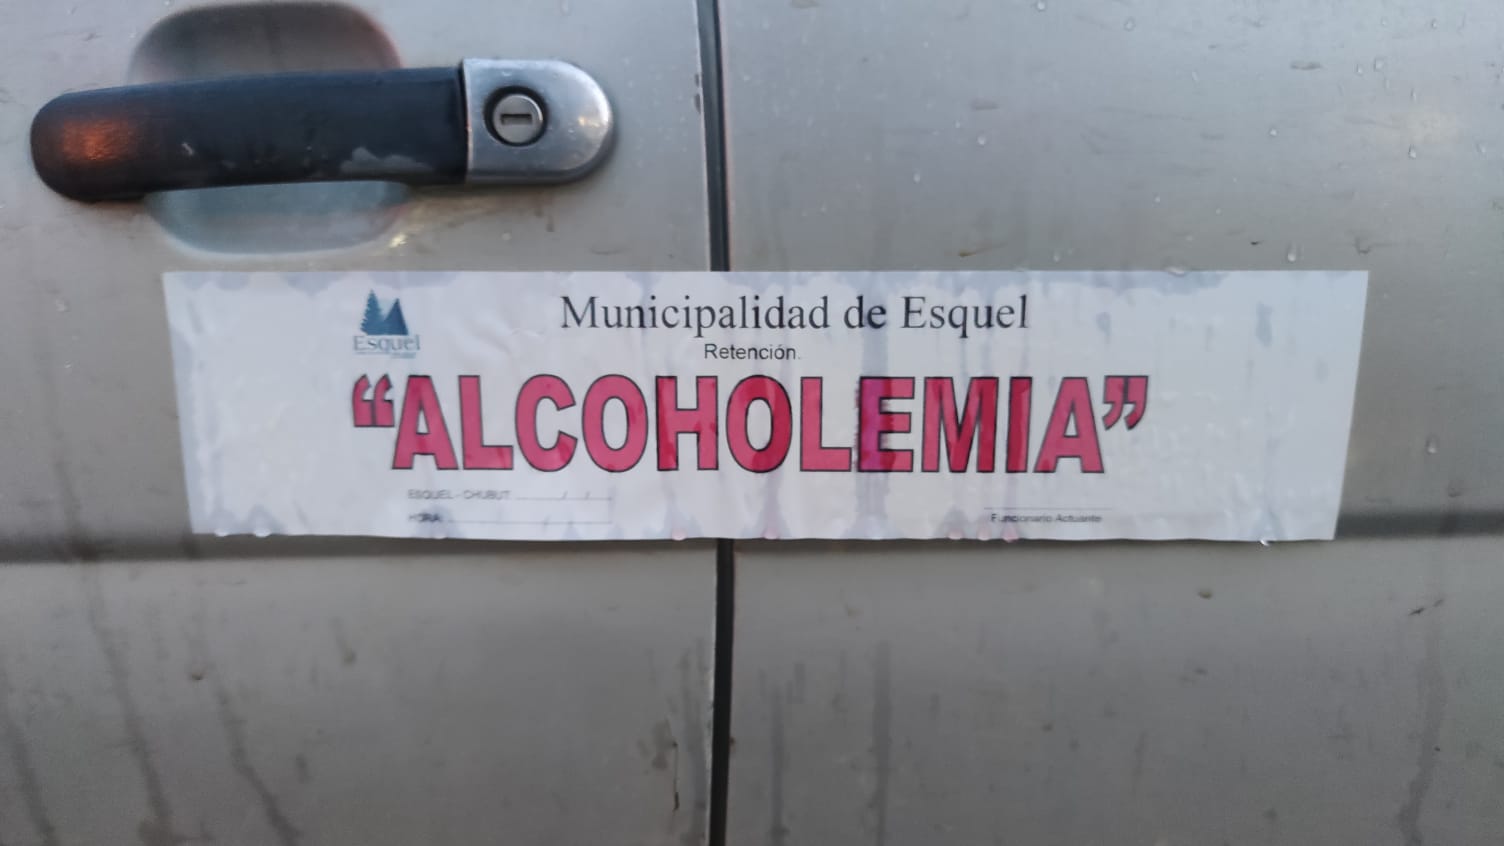 Esquel
Municipalidad de Esquel
Retención.
“ALCOHOLEMIA”
ESQUEL - CHUBUT: ......../....../......
HORA: ..............................
Funcionario Actuante